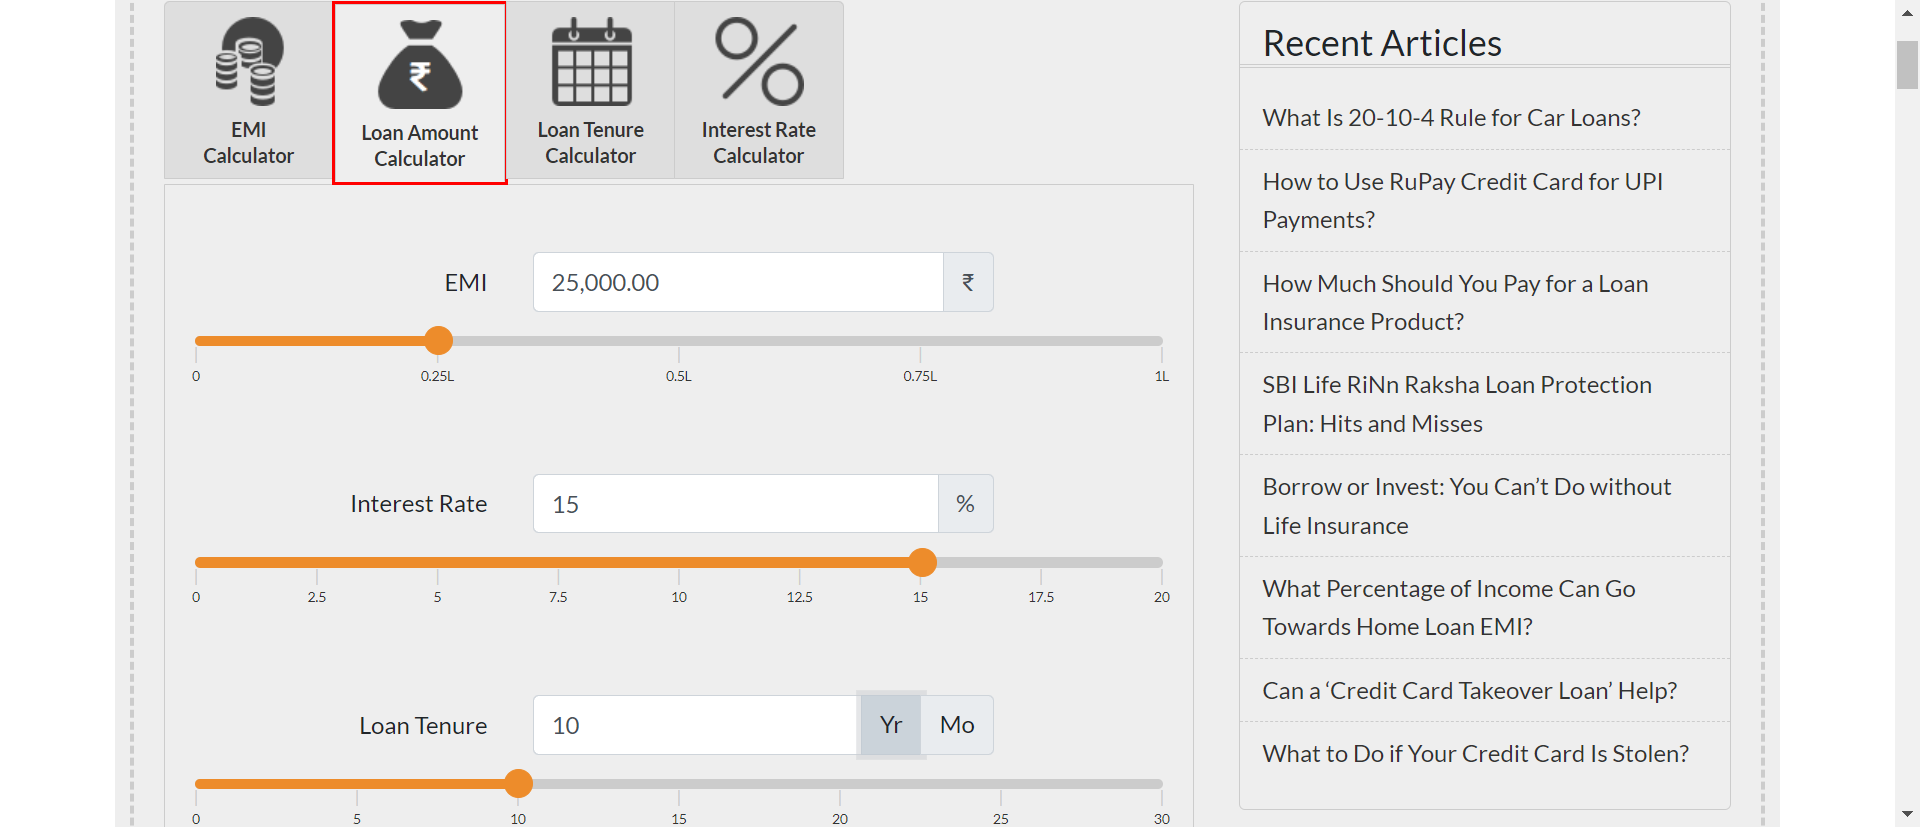 EMI
Calculator
₹
Loan Amount
Calculator
Loan Tenure
Calculator
Interest Rate
Calculator
EMI
25,000.00
₹
0
0.25L
0.5L
0.75L
1L
Interest Rate
15
%
0
2.5
5
7.5
10
12.5
15
17.5
20
Loan Tenure
10
Yr
Mo
0
5
10
15
20
25
30
Recent Articles
What Is 20-10-4 Rule for Car Loans?
How to Use RuPay Credit Card for UPI
Payments?
How Much Should You Pay for a Loan
Insurance Product?
SBI Life RiNn Raksha Loan Protection
Plan: Hits and Misses
Borrow or Invest: You Can’t Do without
Life Insurance
What Percentage of Income Can Go
Towards Home Loan EMI?
Can a ‘Credit Card Takeover Loan’ Help?
What to Do if Your Credit Card Is Stolen?